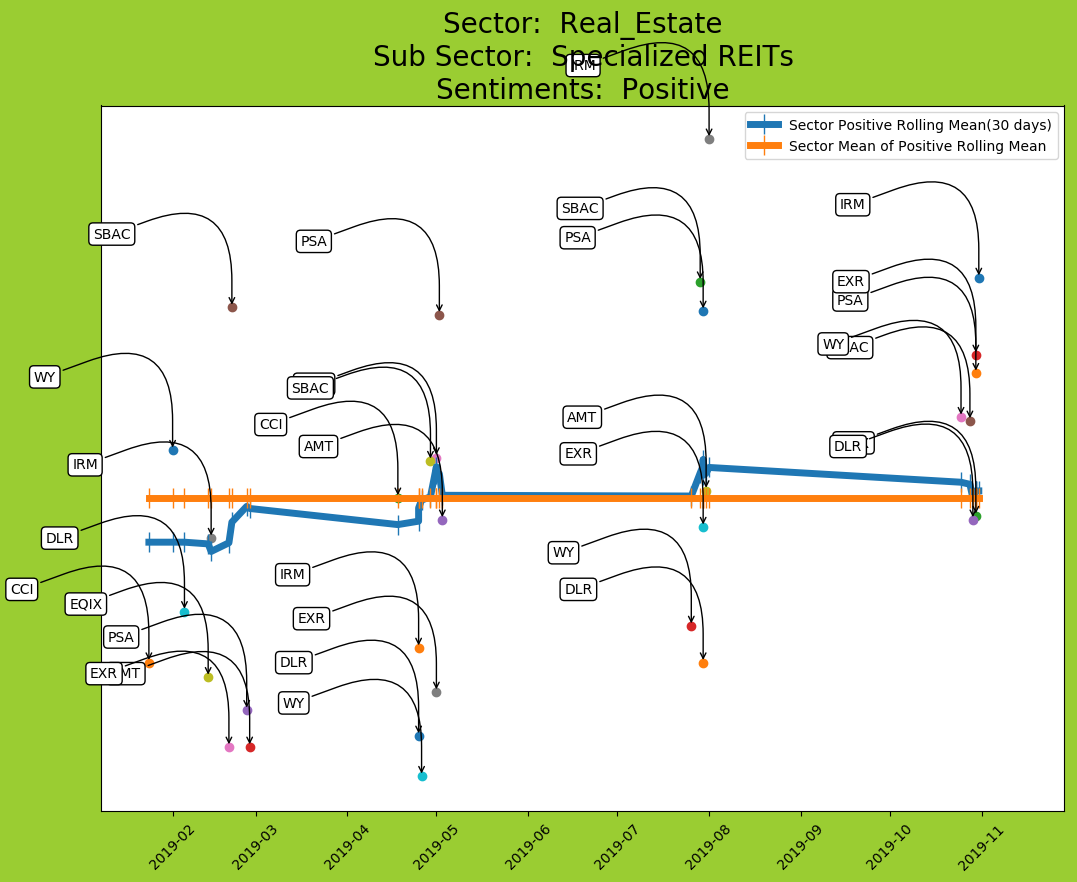 Sector:  Real_Estate
Sub Sector:  Specialized REITs
Sentiments:  Positive
IRM
Sector Positive Rolling Mean(30 days)
Sector Mean of Positive Rolling Mean
SBAC
PSA
SBAC
PSA
IRM
EXR
PSA
WY
WY
SBAC
CCI
AMT
IRM
AMT
EXR
DLR
DLR
CCI
EQIX
PSA
EXR
IRM
EXR
DLR
WY
WY
DLR
2019-02
2019-03
2019-04
2019-05
2019-06
2019-07
2019-08
2019-09
2019-10
2019-11